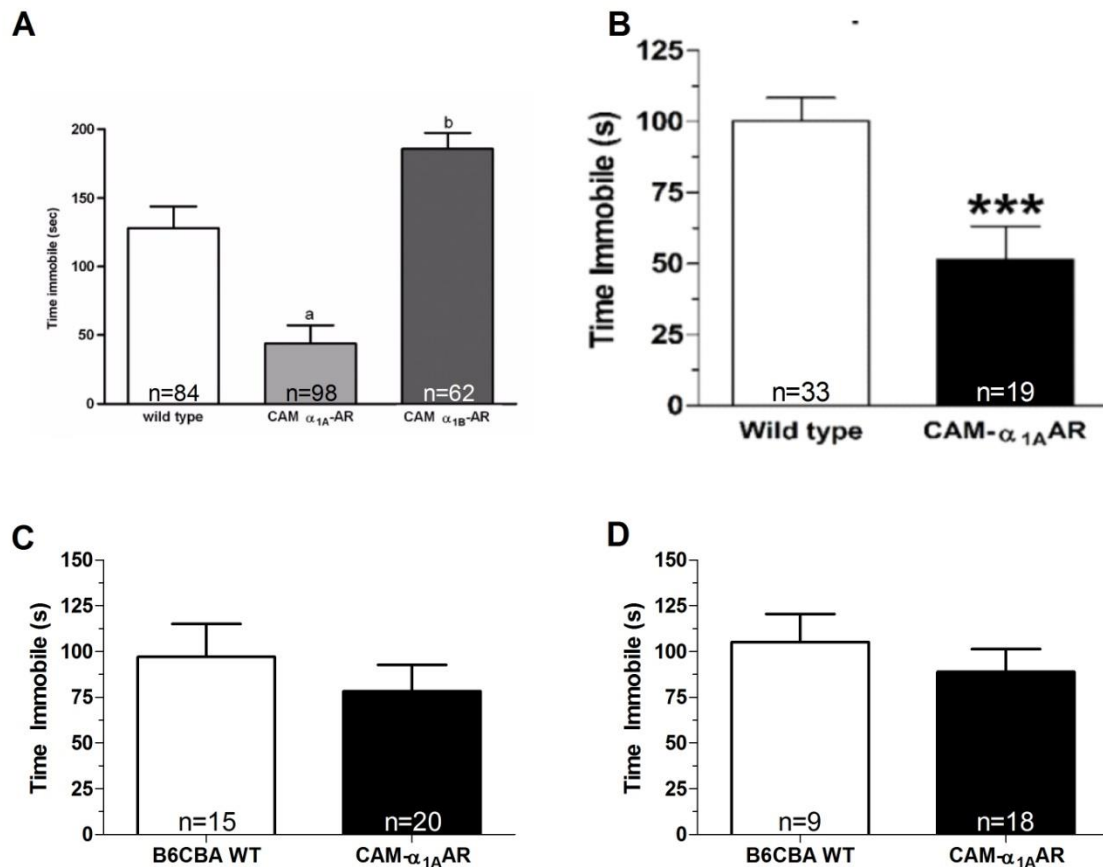 A
Time immobile (sec)
200
150
100
50
0
a
b
n=84
n=98
n=62
wild type
CAM α1A-AR
CAM α1B-AR
B
Time Immobile (s)
125
100
75
50
25
0
***
n=33
n=19
Wild type
CAM-α1AAR
C
Time Immobile (s)
150
125
100
75
50
25
0
n=15
n=20
B6CBA WT
CAM-α1AAR
D
Time Immobile (s)
150
125
100
75
50
25
0
n=9
n=18
B6CBA WT
CAM-α1AAR